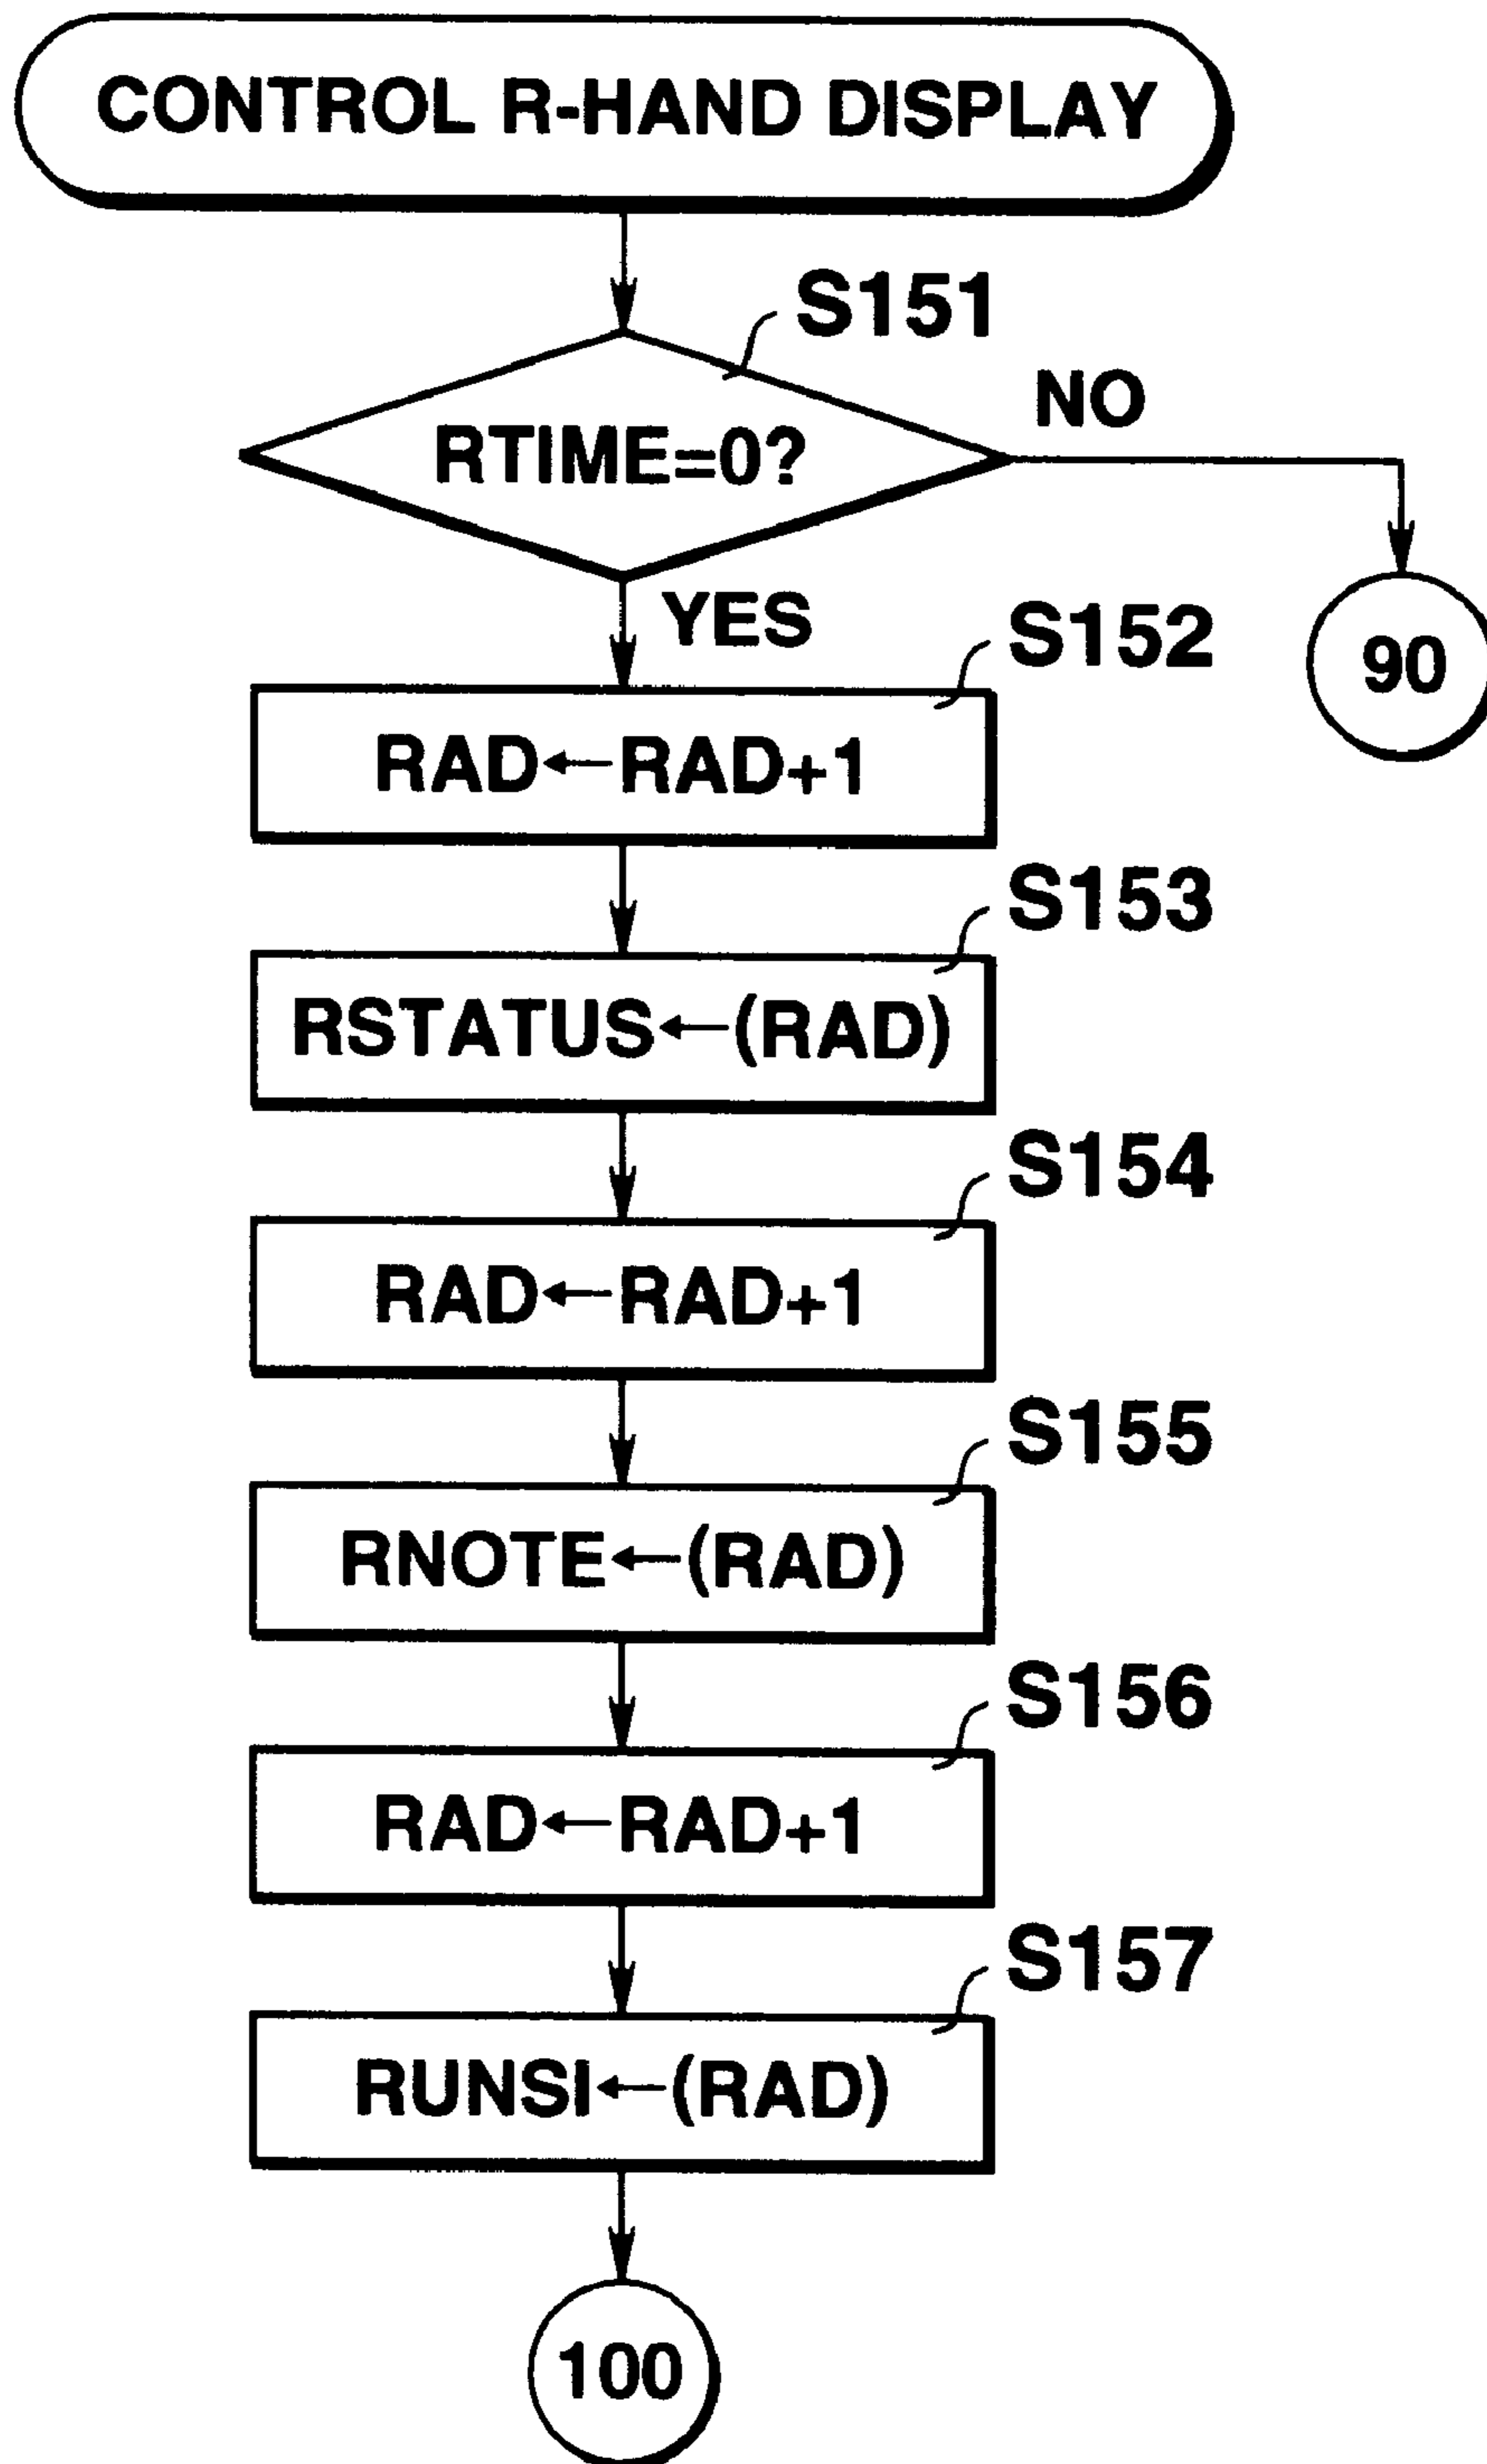 CONTROL R-HAND DISPLAY
S151
RTIME=0?
NO
YES
S152
90
RAD←RAD+1
S153
RSTATUS←(RAD)
S154
RAD←RAD+1
S155
RNOTE←(RAD)
S156
RAD←RAD+1
S157
RUNSI←(RAD)
100